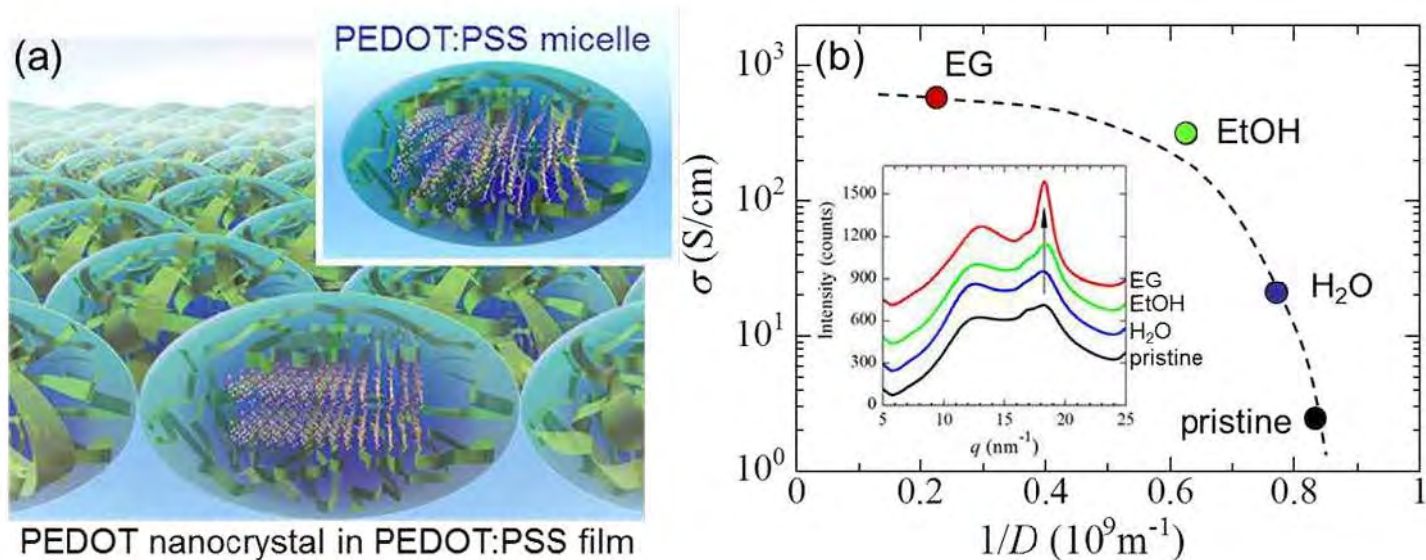 (a)
PEDOT:PSS micelle
PEDOT nanocrystal in PEDOT:PSS film
(b)
σ (S/cm)
10³
10²
10¹
10⁰
0
0.2
0.4
0.6
0.8
1
1/D (10⁹m⁻¹)
EG
EtOH
H₂O
pristine
Intensity (counts)
1500
1200
900
600
300
0
5
10
15
20
25
q (nm⁻¹)
EG
EtOH
H₂O
pristine